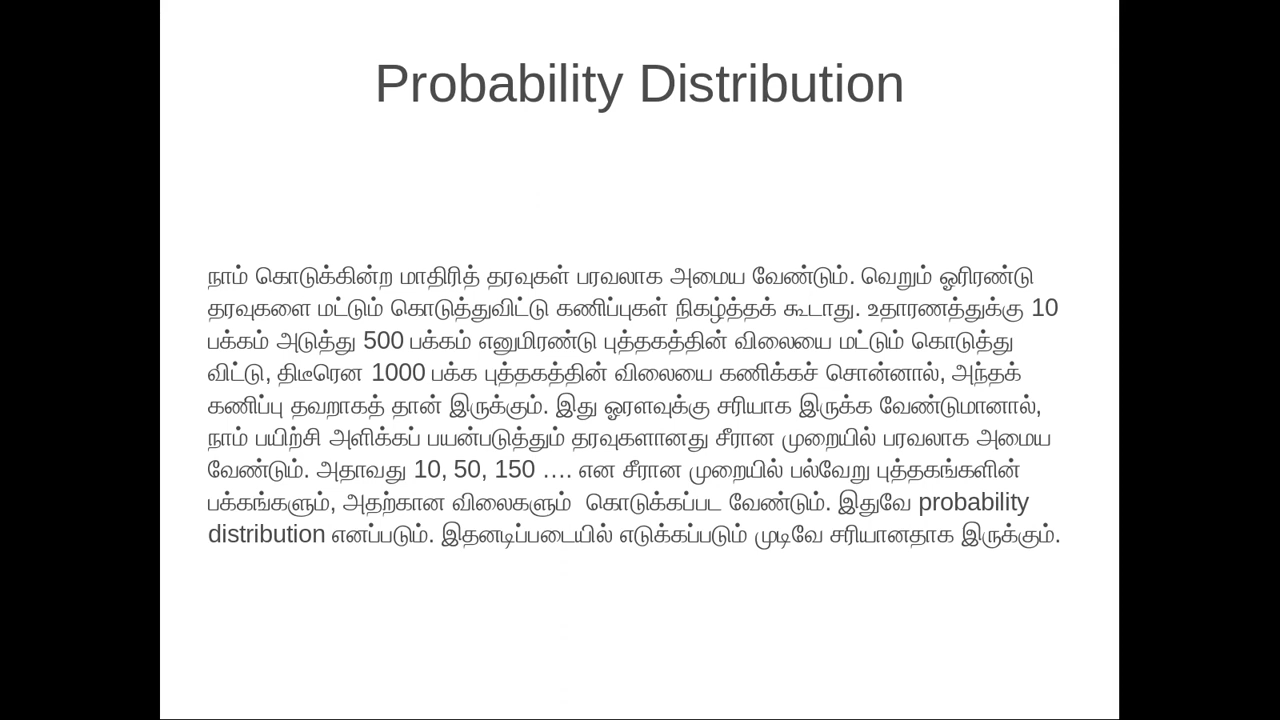 Probability Distribution
நாம் கொடுக்கின்ற மாதிரித் தரவுகள் பரவலாக அமைய வேண்டும். வெறும் ஓரிரண்டு
தரவுகளை மட்டும் கொடுத்துவிட்டு கணிப்புகள் நிகழ்த்தக் கூடாது. உதாரணத்துக்கு 10
பக்கம் அடுத்து 500 பக்கம் எனுமிரண்டு புத்தகத்தின் விலையை மட்டும் கொடுத்து
விட்டு, திடீரென 1000 பக்க புத்தகத்தின் விலையை கணிக்கச் சொன்னால், அந்தக்
கணிப்பு தவறாகத் தான் இருக்கும். இது ஓரளவுக்கு சரியாக இருக்க வேண்டுமானால்,
நாம் பயிற்சி அளிக்கப் பயன்படுத்தும் தரவுகளானது சீரான முறையில் பரவலாக அமைய
வேண்டும். அதாவது 10, 50, 150 .... என சீரான முறையில் பல்வேறு புத்தகங்களின்
பக்கங்களும், அதற்கான விலைகளும்  கொடுக்கப்பட வேண்டும். இதுவே probability
distribution எனப்படும். இதனடிப்படையில் எடுக்கப்படும் முடிவே சரியானதாக இருக்கும்.